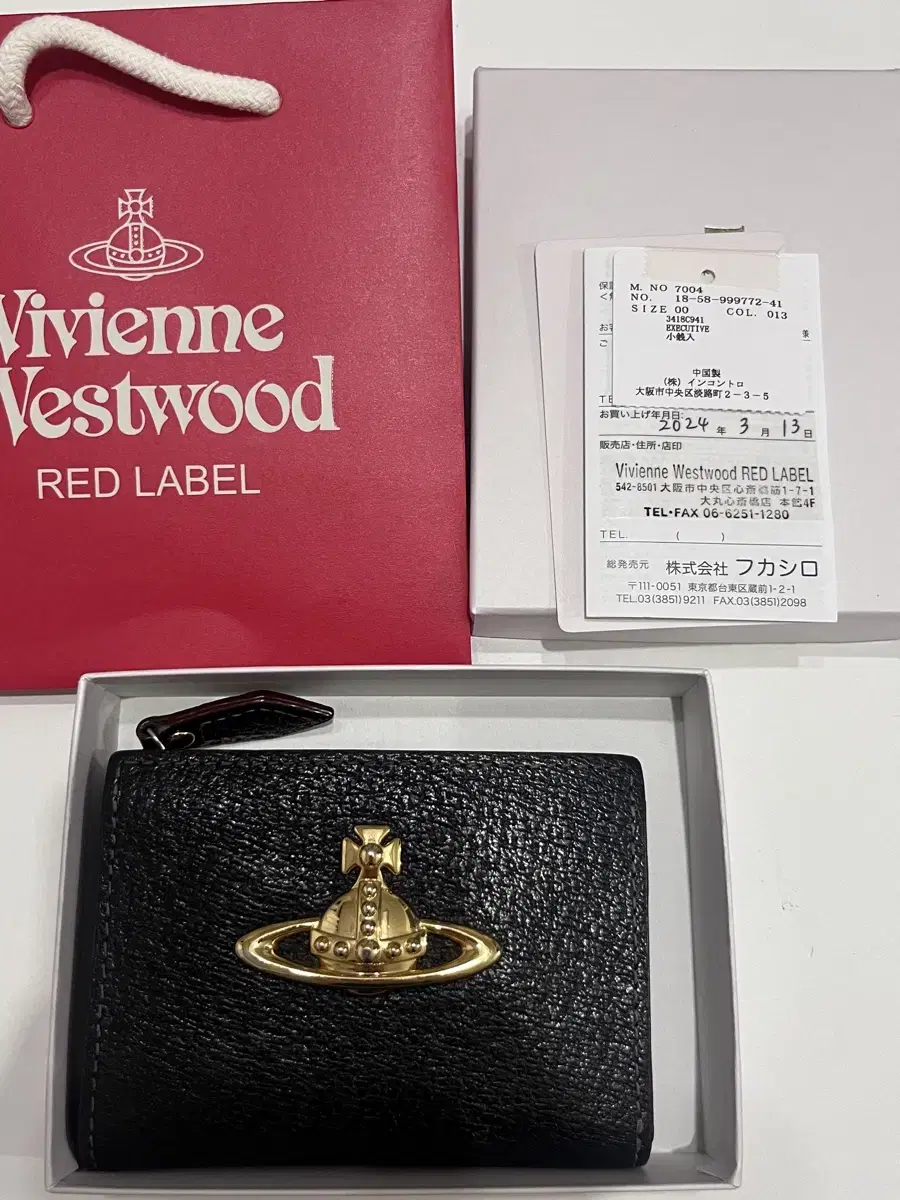 Vivienne
Westwood
RED LABEL
M. NO 7004
NO. 18-58-999772-41
SIZE 00 COL. 013
3418C941
EXECUTIVE
小銭入
中国製
(株) インコントロ
大阪市中央区淡路町2-3-5
お買い上げ年月日:
2024 年 3 月 13 日
販売店・住所・店印
Vivienne Westwood RED LABEL
542-8501 大阪市中央区心斎橋筋1-7-1
大丸心斎橋店 本館4F
TEL・FAX 06-6251-1280
TEL. ( )
総発売元 株式会社 フカシロ
〒111-0051 東京都台東区蔵前1-2-1
TEL.03(3851)9211 FAX.03(3851)2098